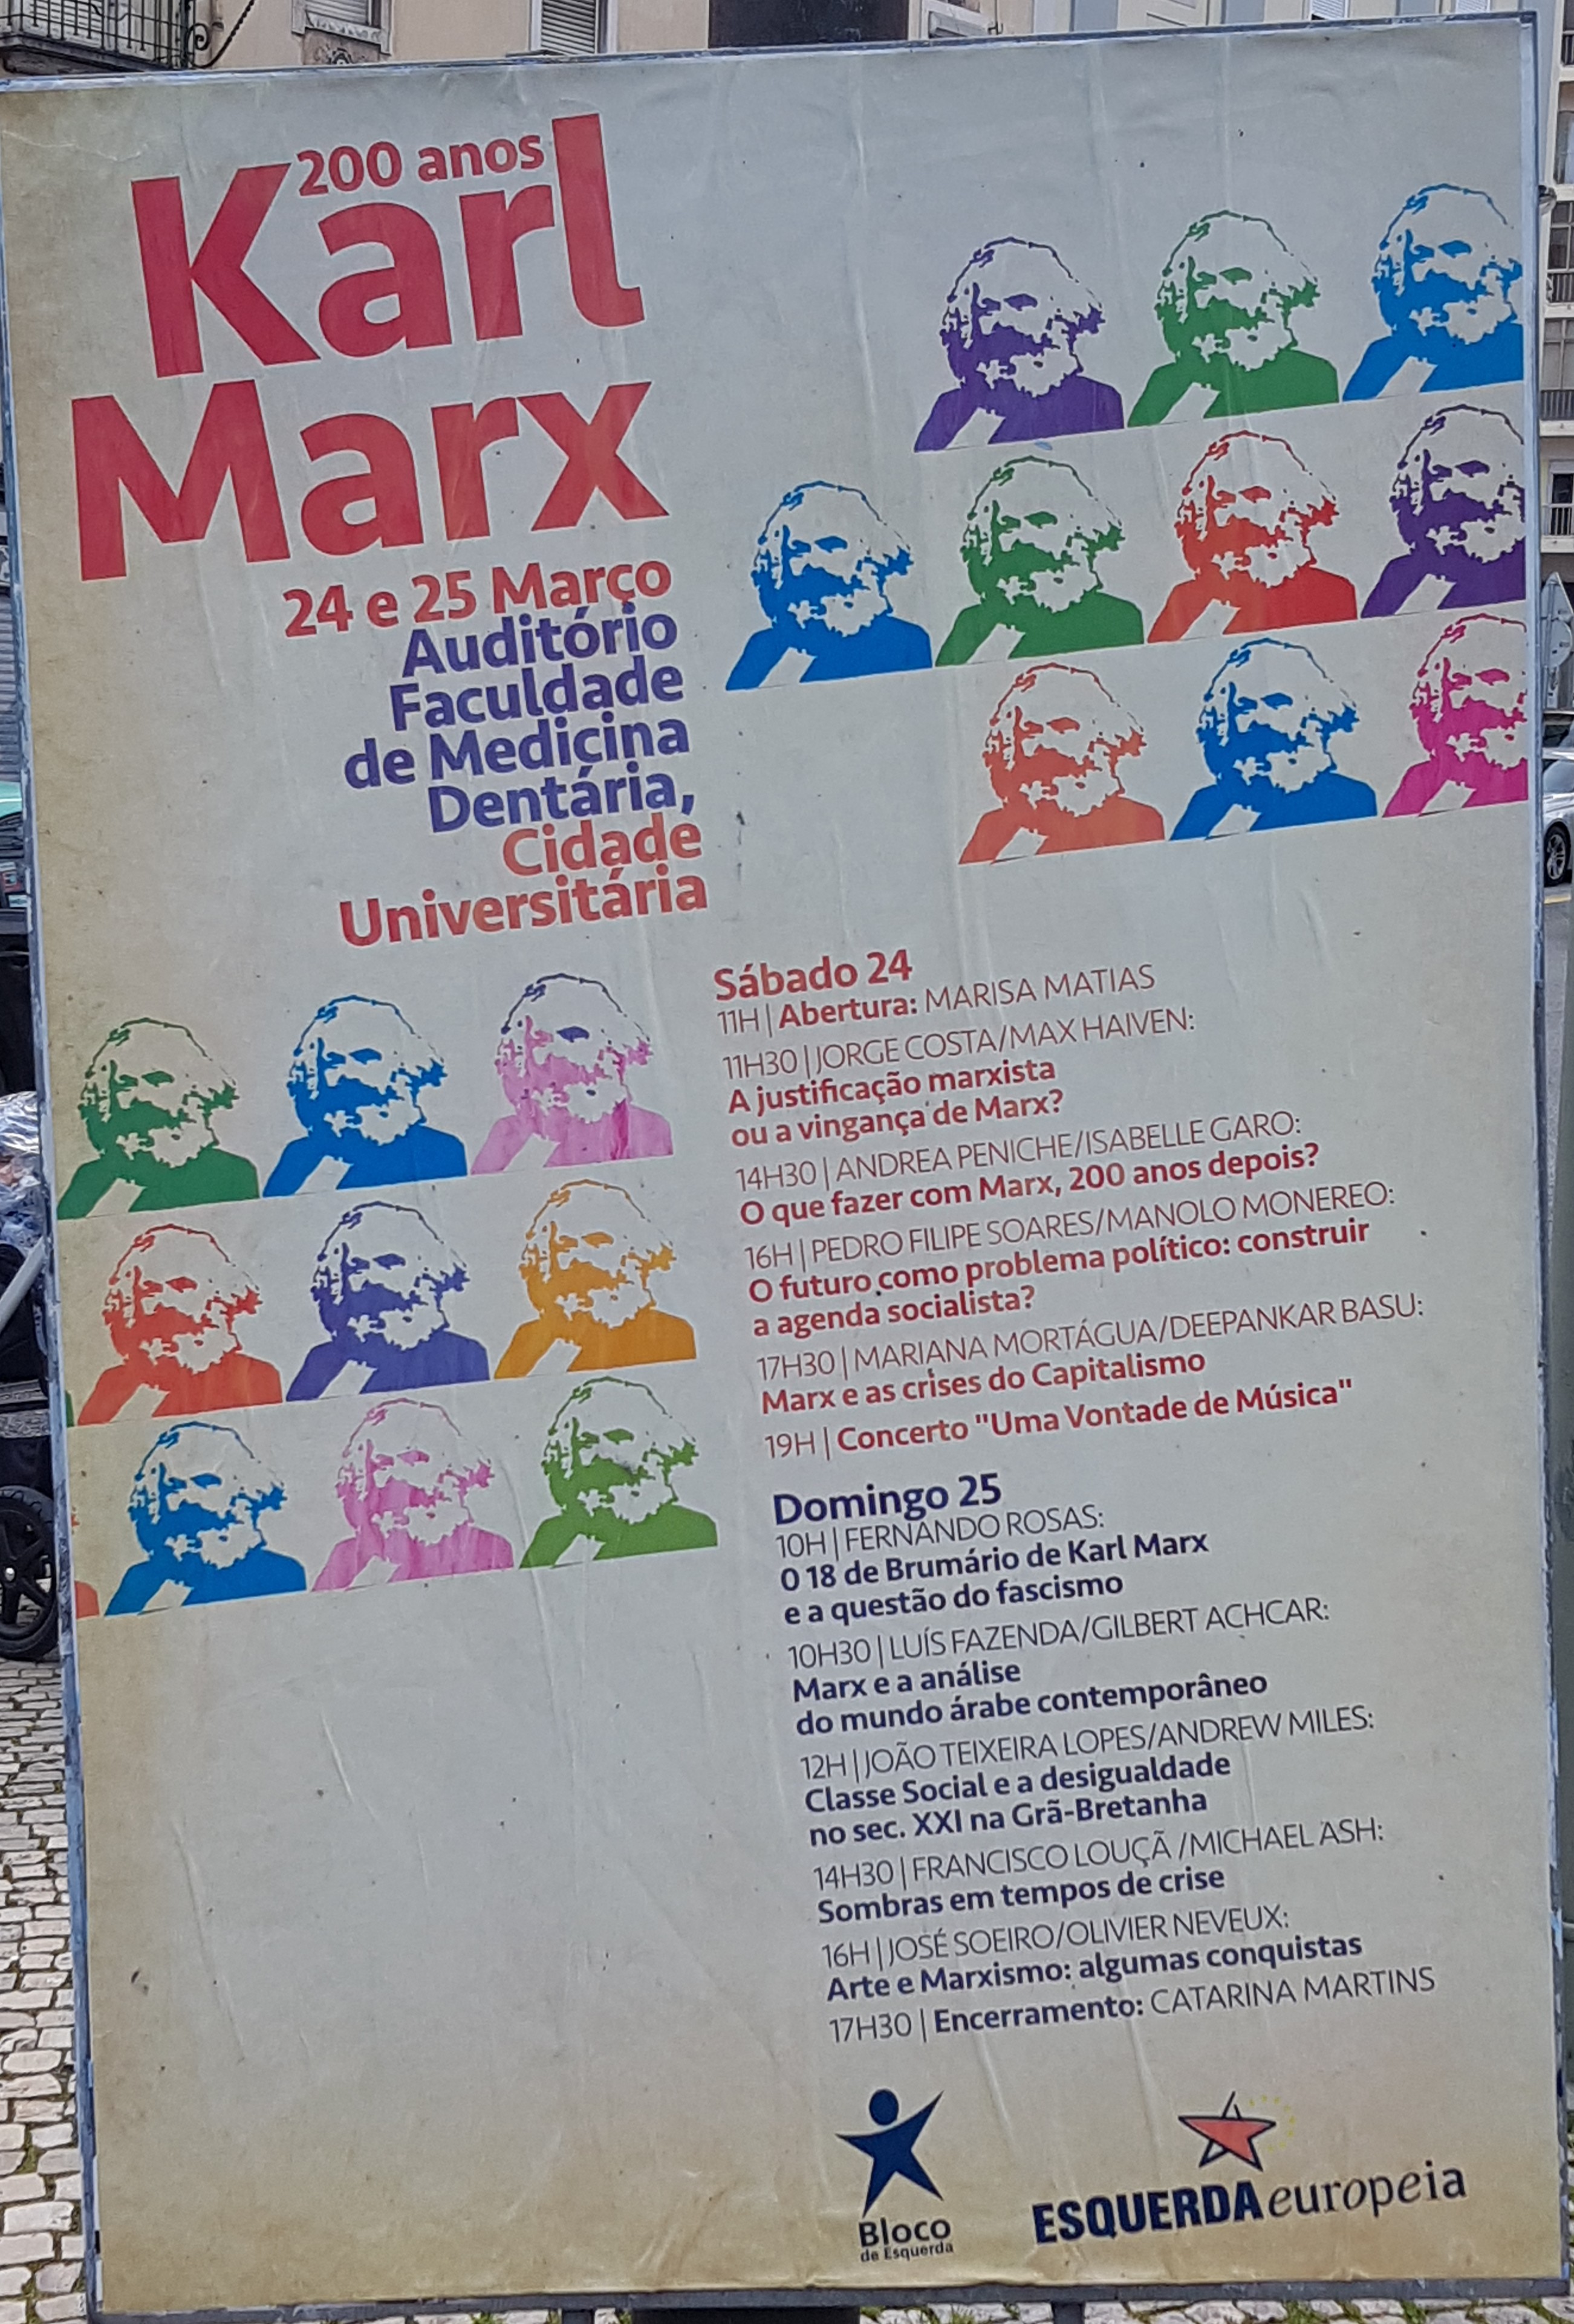 200 anos
Karl
Marx
24 e 25 Março
Auditório
Faculdade
de Medicina
Dentária,
Cidade
Universitária
Sábado 24
11H | Abertura: MARISA MATIAS
11H30 | JORGE COSTA/MAX HAIVEN:
A justificação marxista
ou a vingança de Marx?
14H30 | ANDREA PENICHE/ISABELLE GARO:
O que fazer com Marx, 200 anos depois?
16H | PEDRO FILIPE SOARES/MANOLO MONEREO:
O futuro como problema político: construir
a agenda socialista?
17H30 | MARIANA MORTÁGUA/DEEPANKAR BASU:
Marx e as crises do Capitalismo
19H | Concerto "Uma Vontade de Música"
Domingo 25
10H | FERNANDO ROSAS:
O 18 de Brumário de Karl Marx
e a questão do fascismo
10H30 | LUÍS FAZENDA/GILBERT ACHCAR:
Marx e a análise
do mundo árabe contemporâneo
12H | JOÃO TEIXEIRA LOPES/ANDREW MILES:
Classe Social e a desigualdade
no sec. XXI na Grã-Bretanha
14H30 | FRANCISCO LOUÇÃ /MICHAEL ASH:
Sombras em tempos de crise
16H | JOSÉ SOEIRO/OLIVIER NEVEUX:
Arte e Marxismo: algumas conquistas
17H30 | Encerramento: CATARINA MARTINS
Bloco
de Esquerda
ESQUERDA europeia